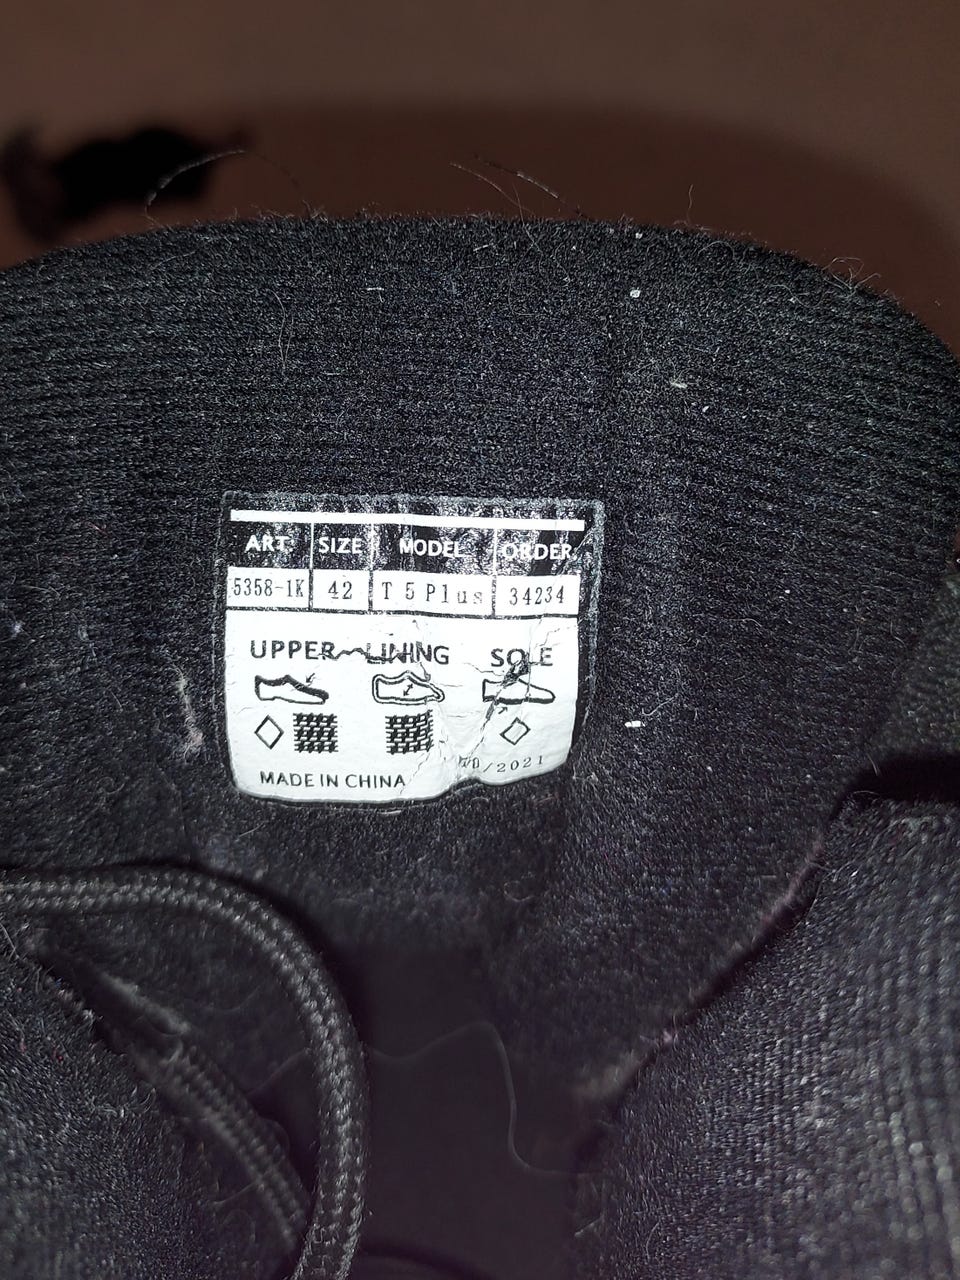 ART SIZE MODEL ORDER
5358-1K 42 T 5 Plus 34234
UPPER LINING SOLE
MADE IN CHINA /2021